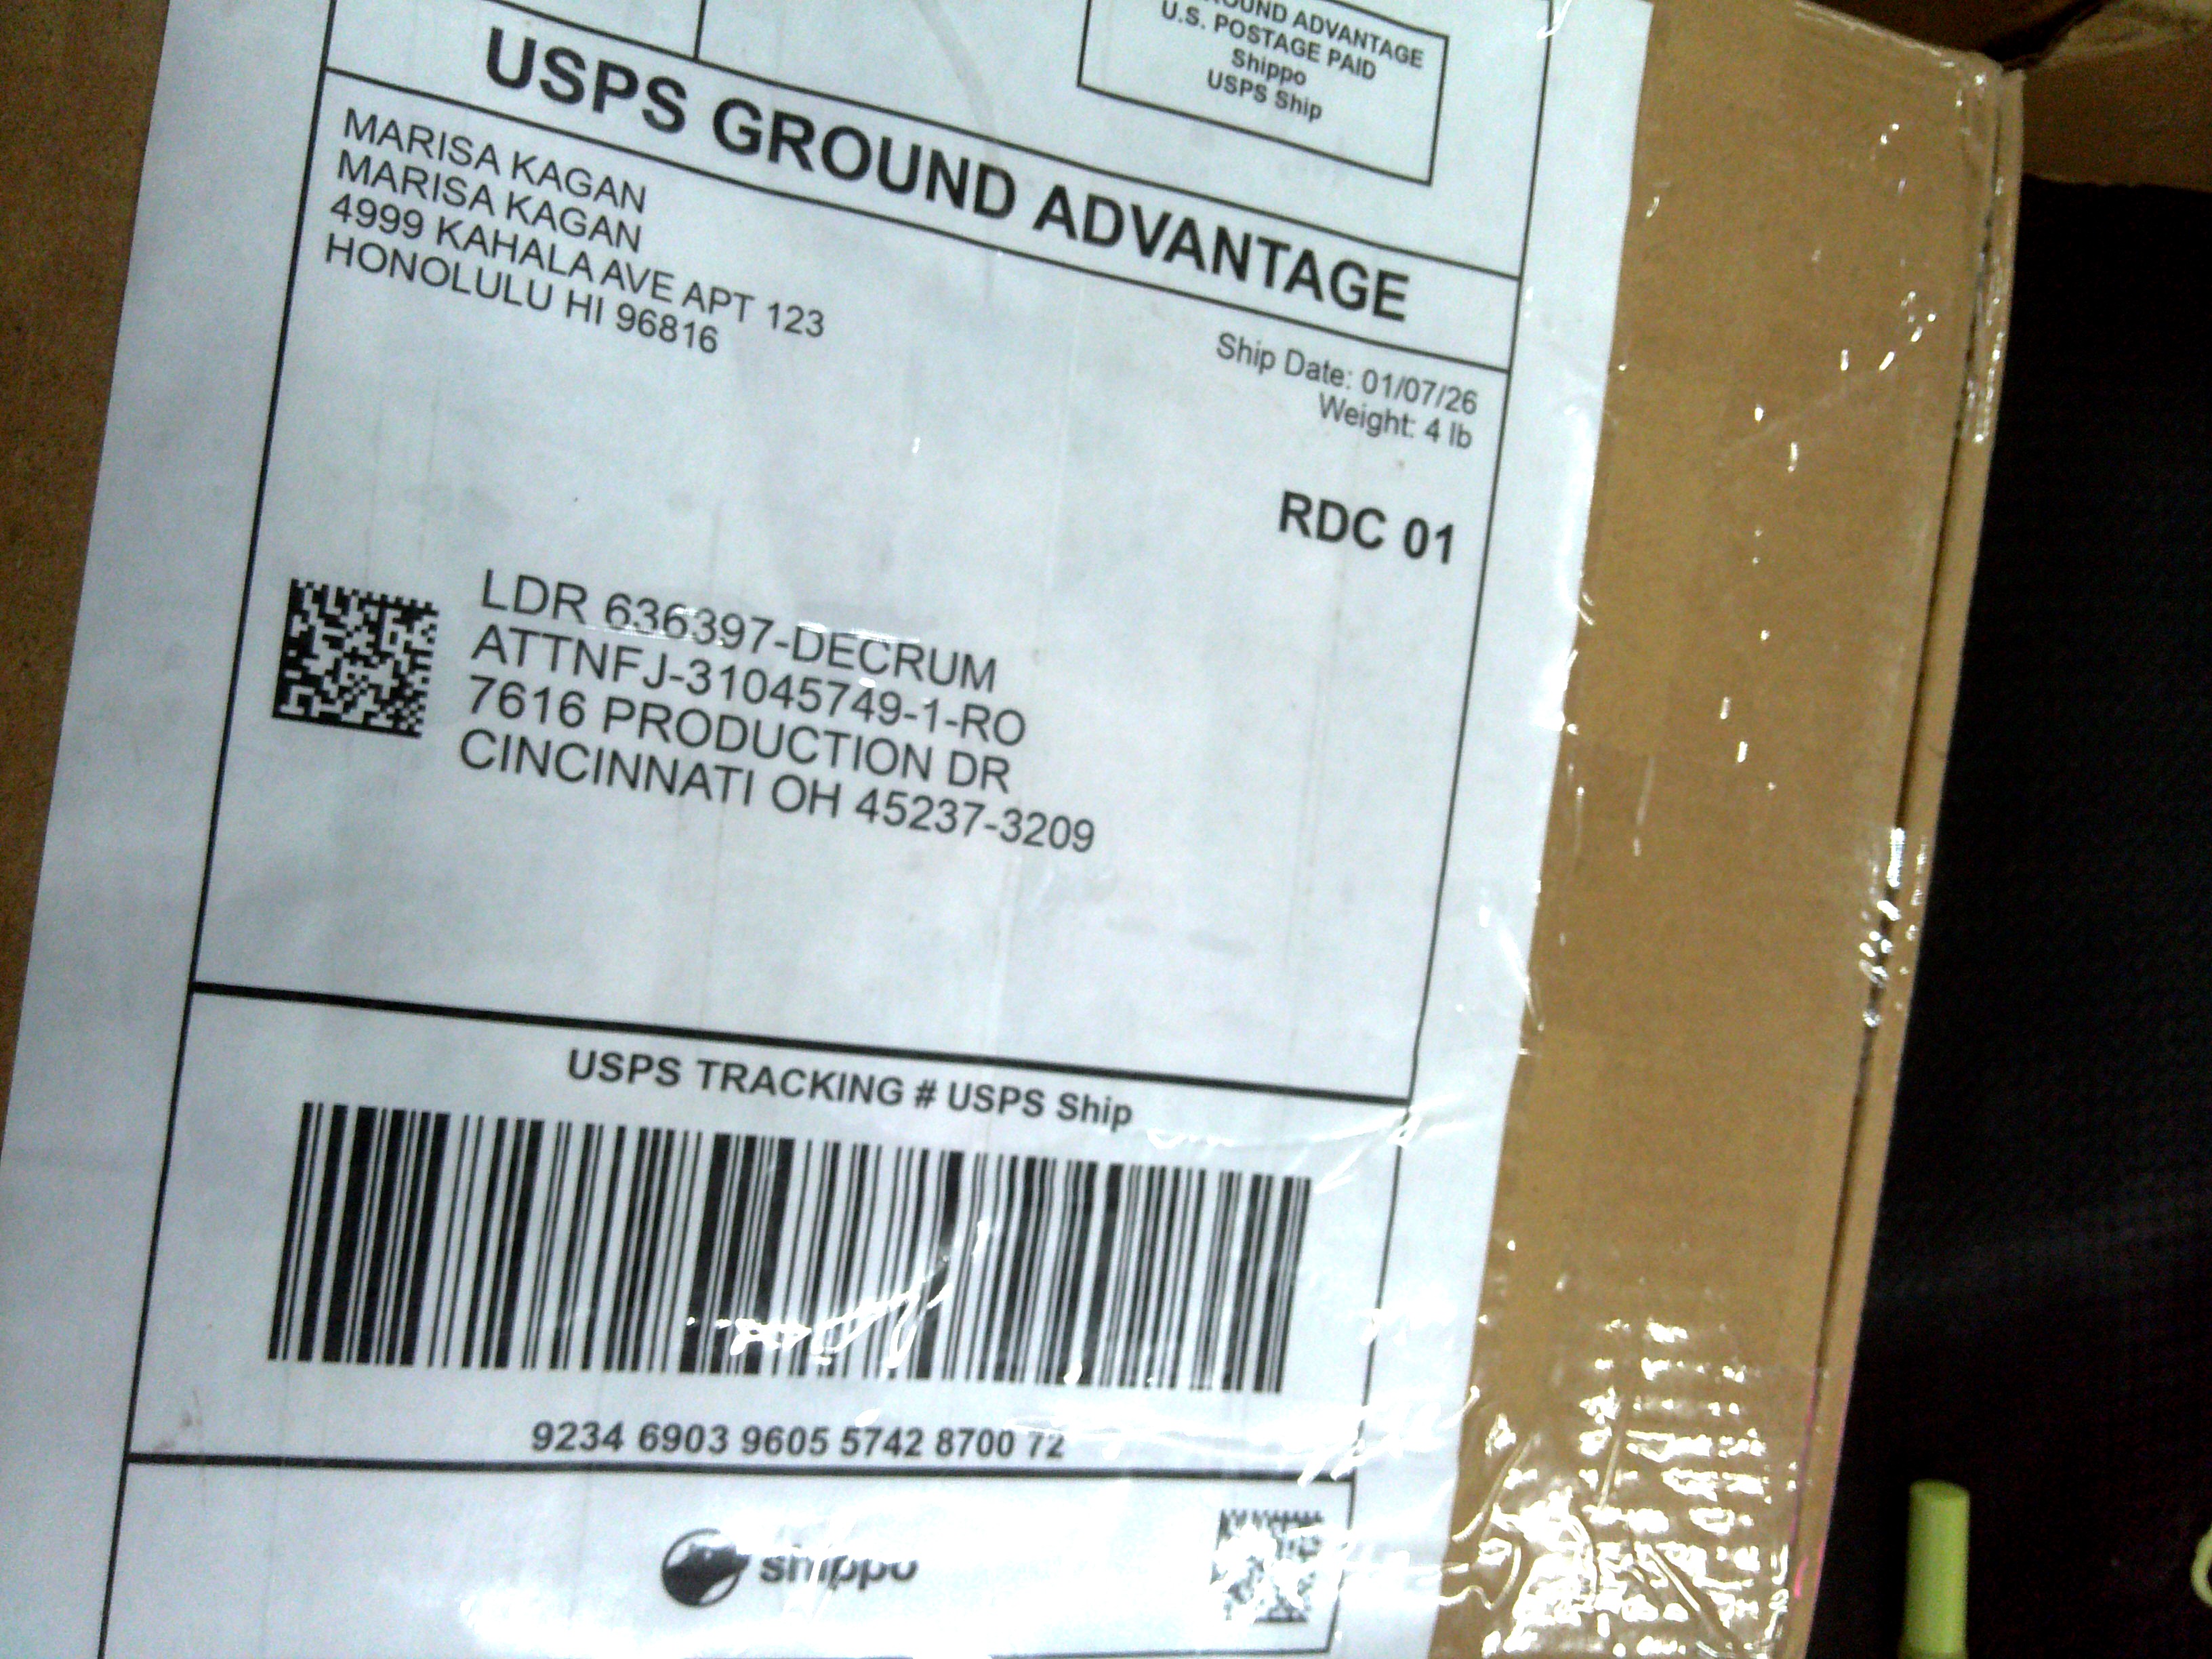 GROUND ADVANTAGE
U.S. POSTAGE PAID
Shippo
USPS Ship
USPS GROUND ADVANTAGE
MARISA KAGAN
MARISA KAGAN
4999 KAHALA AVE APT 123
HONOLULU HI 96816
Ship Date: 01/07/26
Weight: 4 lb
RDC 01
LDR 636397-DECRUM
ATTNFJ-31045749-1-RO
7616 PRODUCTION DR
CINCINNATI OH 45237-3209
USPS TRACKING # USPS Ship
9234 6903 9605 5742 8700 72
shippo